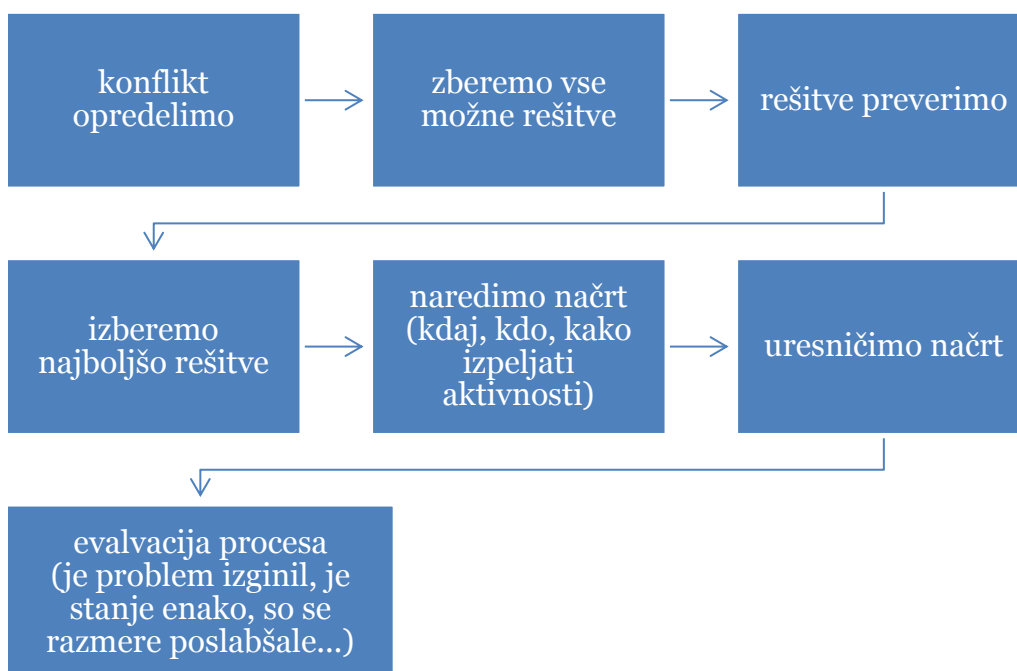 konflikt
opredelimo
zberemo vse
možne rešitve
rešitve preverimo
izberemo
najboljšo rešitve
naredimo načrt
(kdaj, kdo, kako
izpeljati
aktivnosti)
uresničimo načrt
evalvacija procesa
(je problem izginil, je
stanje enako, so se
razmere poslabšale...)